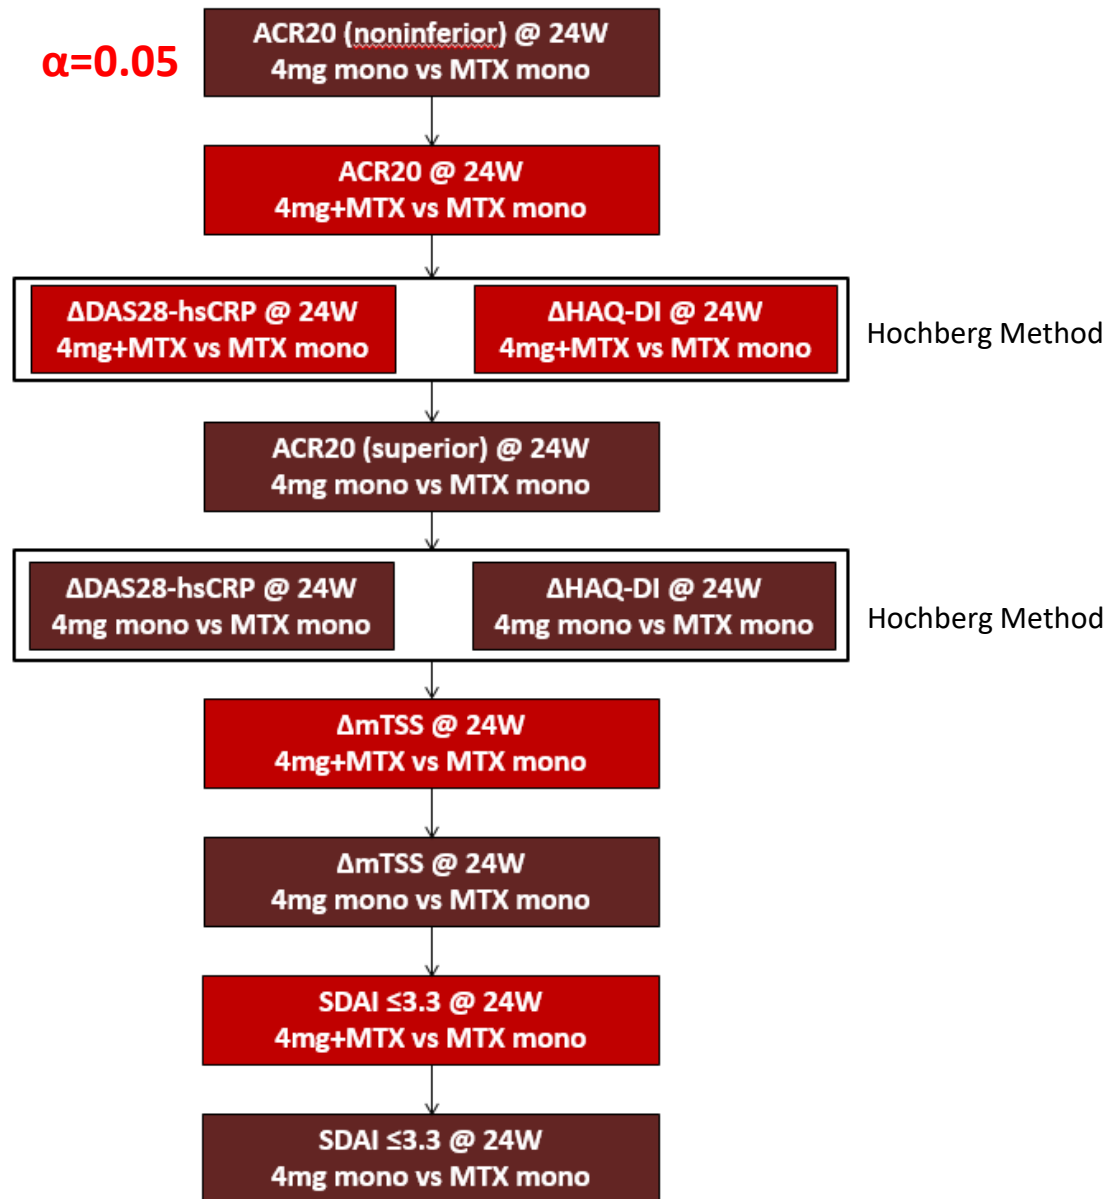 α=0.05
ACR20 (noninferior) @ 24W
4mg mono vs MTX mono
ACR20 @ 24W
4mg+MTX vs MTX mono
ΔDAS28-hsCRP @ 24W
4mg+MTX vs MTX mono
ΔHAQ-DI @ 24W
4mg+MTX vs MTX mono
Hochberg Method
ACR20 (superior) @ 24W
4mg mono vs MTX mono
ΔDAS28-hsCRP @ 24W
4mg mono vs MTX mono
ΔHAQ-DI @ 24W
4mg mono vs MTX mono
Hochberg Method
ΔmTSS @ 24W
4mg+MTX vs MTX mono
ΔmTSS @ 24W
4mg mono vs MTX mono
SDAI ≤3.3 @ 24W
4mg+MTX vs MTX mono
SDAI ≤3.3 @ 24W
4mg mono vs MTX mono